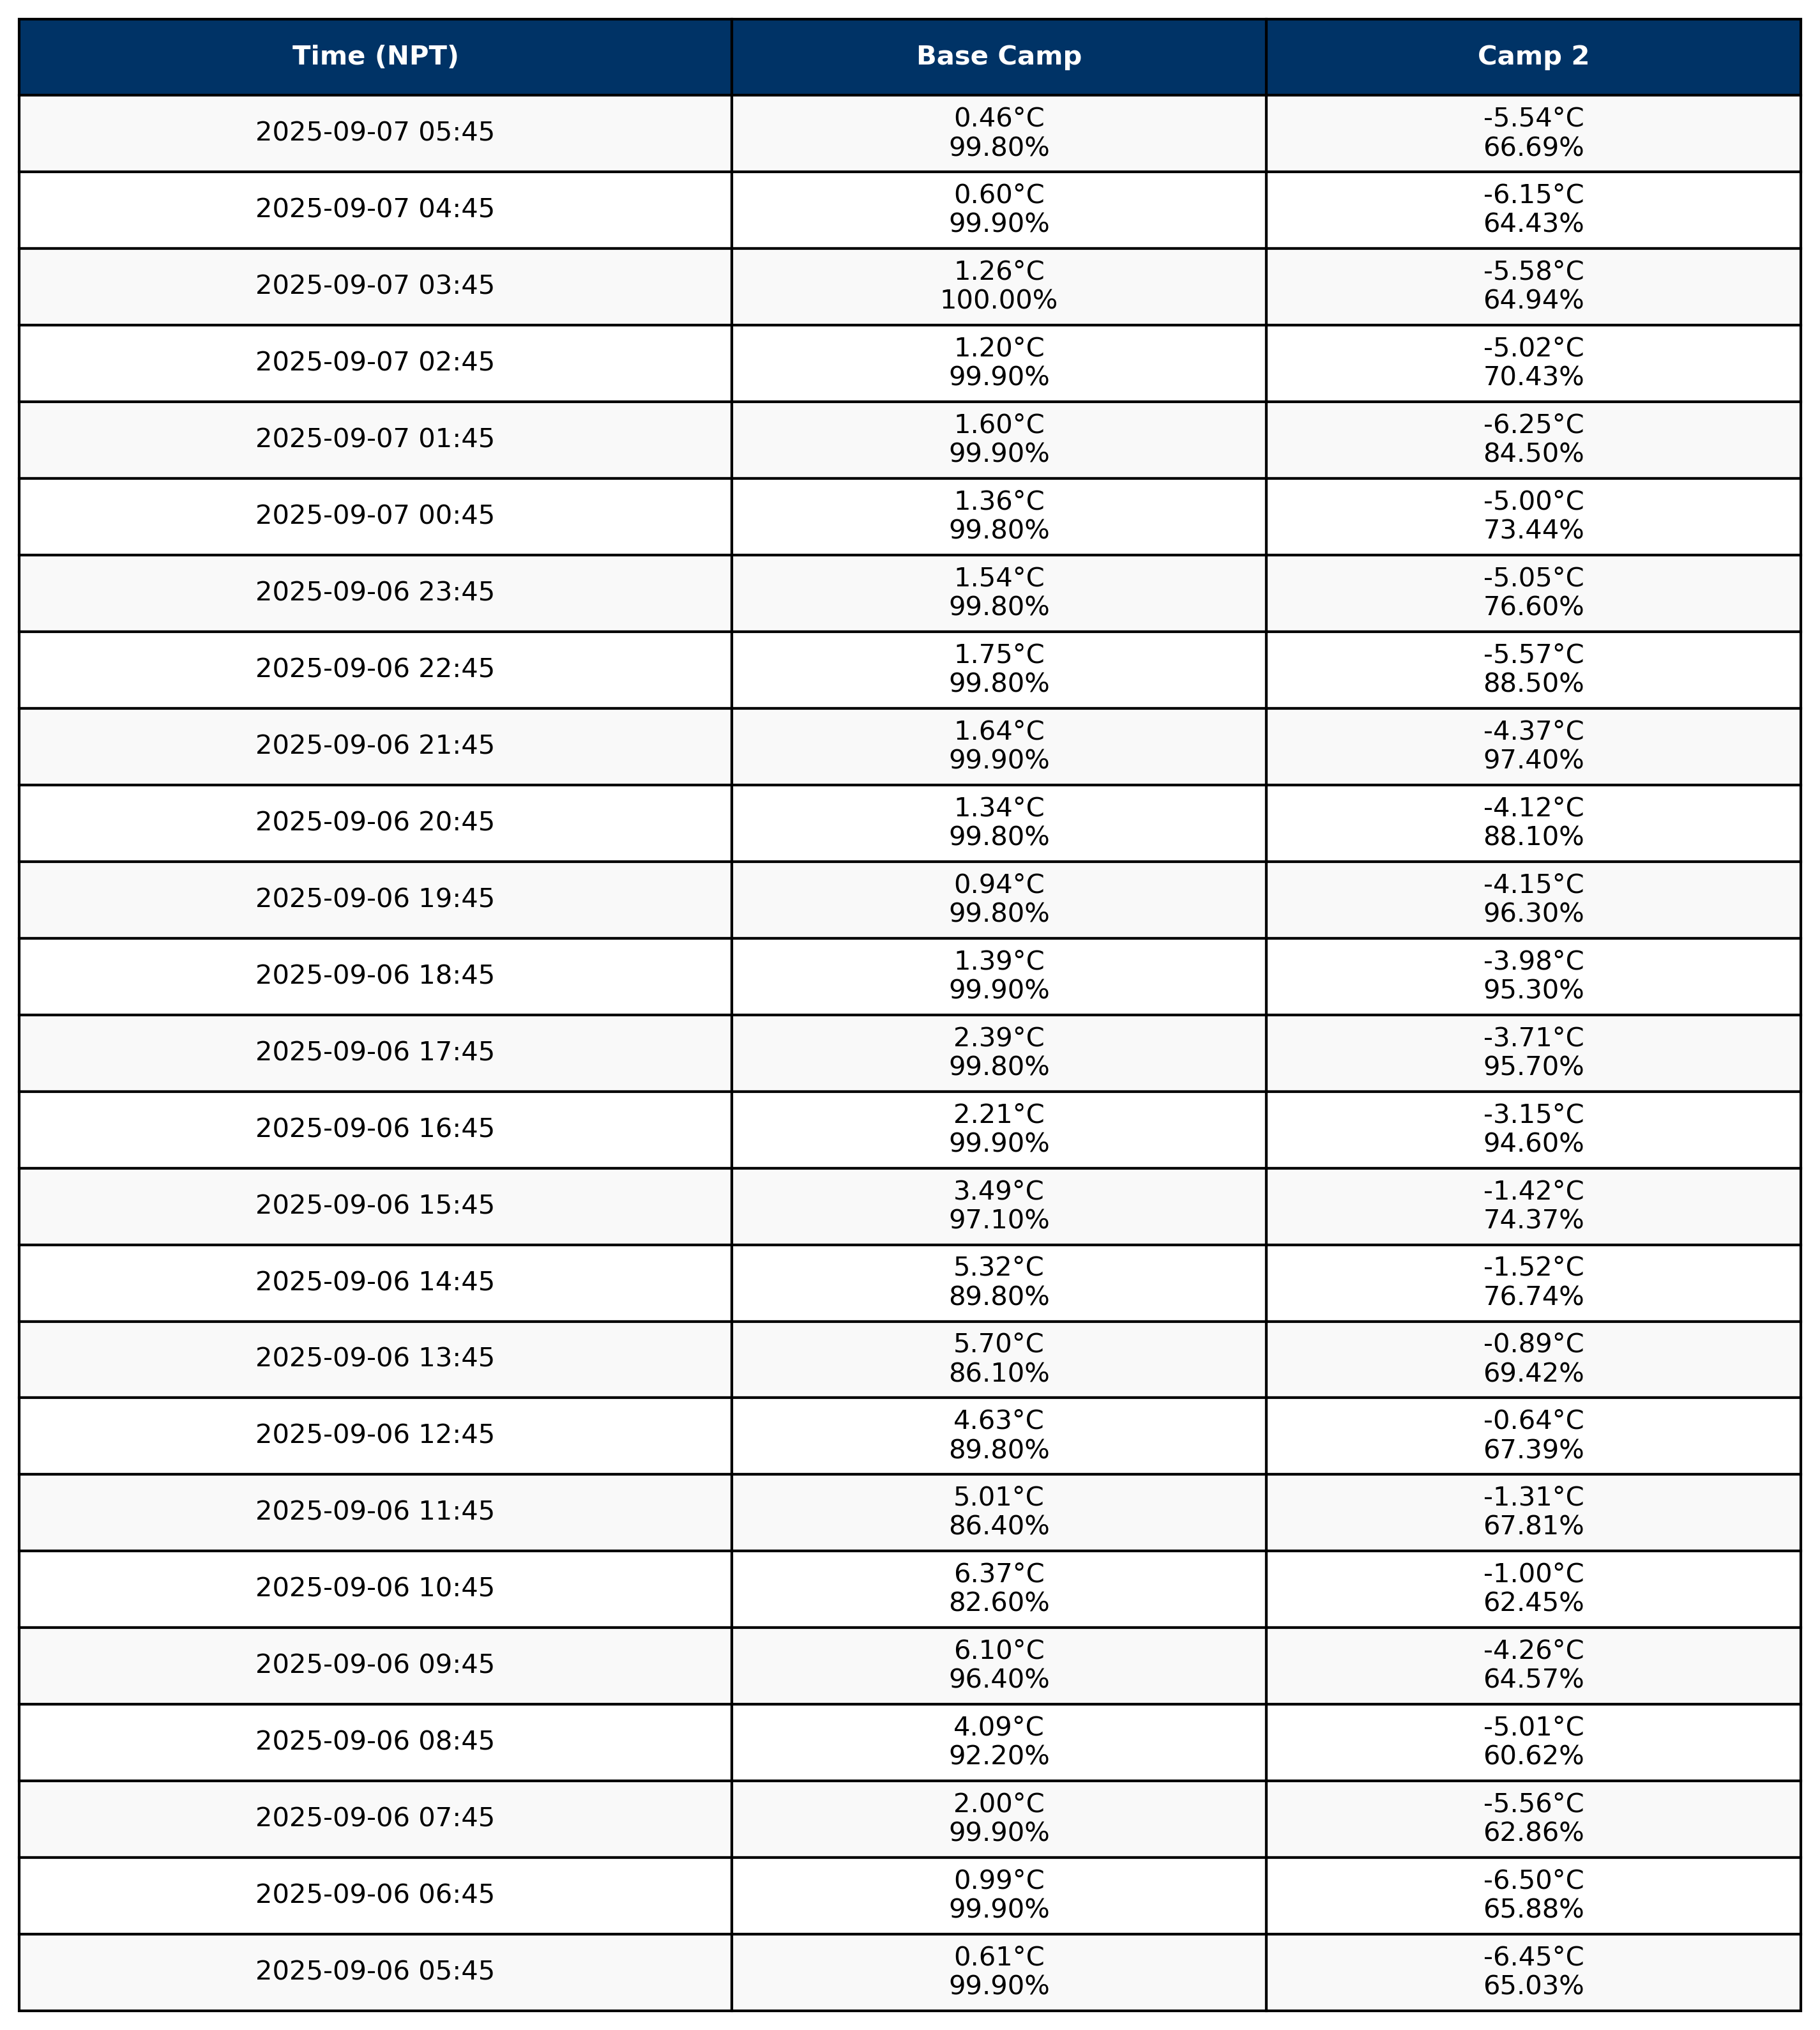 Time (NPT) Base Camp Camp 2
2025-09-07 05:45 0.46°C -5.54°C
99.80% 66.69%
2025-09-07 04:45 0.60°C -6.15°C
99.90% 64.43%
2025-09-07 03:45 1.26°C -5.58°C
100.00% 64.94%
2025-09-07 02:45 1.20°C -5.02°C
99.90% 70.43%
2025-09-07 01:45 1.60°C -6.25°C
99.90% 84.50%
2025-09-07 00:45 1.36°C -5.00°C
99.80% 73.44%
2025-09-06 23:45 1.54°C -5.05°C
99.80% 76.60%
2025-09-06 22:45 1.75°C -5.57°C
99.80% 88.50%
2025-09-06 21:45 1.64°C -4.37°C
99.90% 97.40%
2025-09-06 20:45 1.34°C -4.12°C
99.80% 88.10%
2025-09-06 19:45 0.94°C -4.15°C
99.80% 96.30%
2025-09-06 18:45 1.39°C -3.98°C
99.90% 95.30%
2025-09-06 17:45 2.39°C -3.71°C
99.80% 95.70%
2025-09-06 16:45 2.21°C -3.15°C
99.90% 94.60%
2025-09-06 15:45 3.49°C -1.42°C
97.10% 74.37%
2025-09-06 14:45 5.32°C -1.52°C
89.80% 76.74%
2025-09-06 13:45 5.70°C -0.89°C
86.10% 69.42%
2025-09-06 12:45 4.63°C -0.64°C
89.80% 67.39%
2025-09-06 11:45 5.01°C -1.31°C
86.40% 67.81%
2025-09-06 10:45 6.37°C -1.00°C
82.60% 62.45%
2025-09-06 09:45 6.10°C -4.26°C
96.40% 64.57%
2025-09-06 08:45 4.09°C -5.01°C
92.20% 60.62%
2025-09-06 07:45 2.00°C -5.56°C
99.90% 62.86%
2025-09-06 06:45 0.99°C -6.50°C
99.90% 65.88%
2025-09-06 05:45 0.61°C -6.45°C
99.90% 65.03%